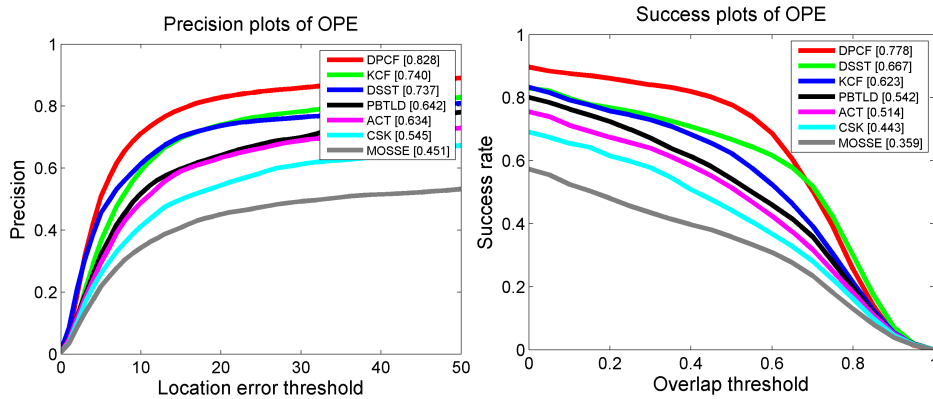 Precision plots of OPE
1
0.8
0.6
0.4
0.2
0
Precision
DPCF [0.828]
KCF [0.740]
DSST [0.737]
PBTLD [0.642]
ACT [0.634]
CSK [0.545]
MOSSE [0.451]
0 10 20 30 40 50
Location error threshold
Success plots of OPE
1
0.8
0.6
0.4
0.2
0
Success rate
DPCF [0.778]
DSST [0.667]
KCF [0.623]
PBTLD [0.542]
ACT [0.514]
CSK [0.443]
MOSSE [0.359]
0 0.2 0.4 0.6 0.8 1
Overlap threshold